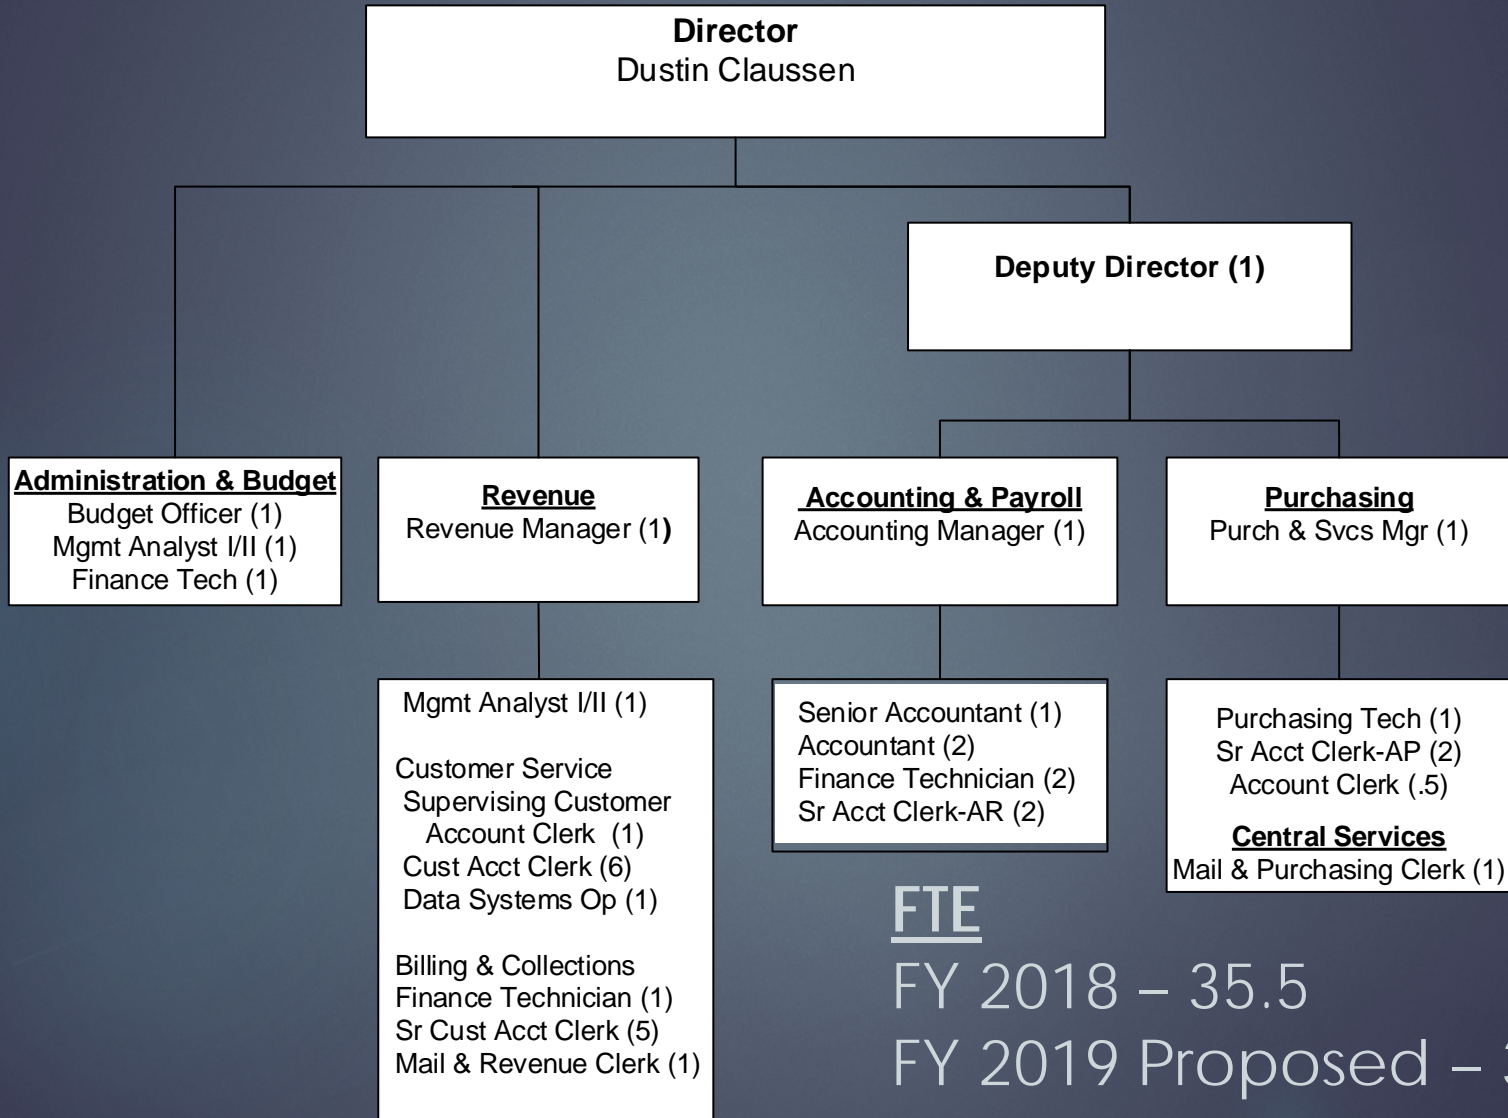 Director
Dustin Claussen
Deputy Director (1)
Administration & Budget
Budget Officer (1)
Mgmt Analyst I/II (1)
Finance Tech (1)
Revenue
Revenue Manager (1)
Accounting & Payroll
Accounting Manager (1)
Purchasing
Purch & Svcs Mgr (1)
Mgmt Analyst I/II (1)
Customer Service
Supervising Customer
Account Clerk (1)
Cust Acct Clerk (6)
Data Systems Op (1)
Billing & Collections
Finance Technician (1)
Sr Cust Acct Clerk (5)
Mail & Revenue Clerk (1)
Senior Accountant (1)
Accountant (2)
Finance Technician (2)
Sr Acct Clerk-AR (2)
Purchasing Tech (1)
Sr Acct Clerk-AP (2)
Account Clerk (.5)
Central Services
Mail & Purchasing Clerk (1)
FTE
FY 2018 – 35.5
FY 2019 Proposed –